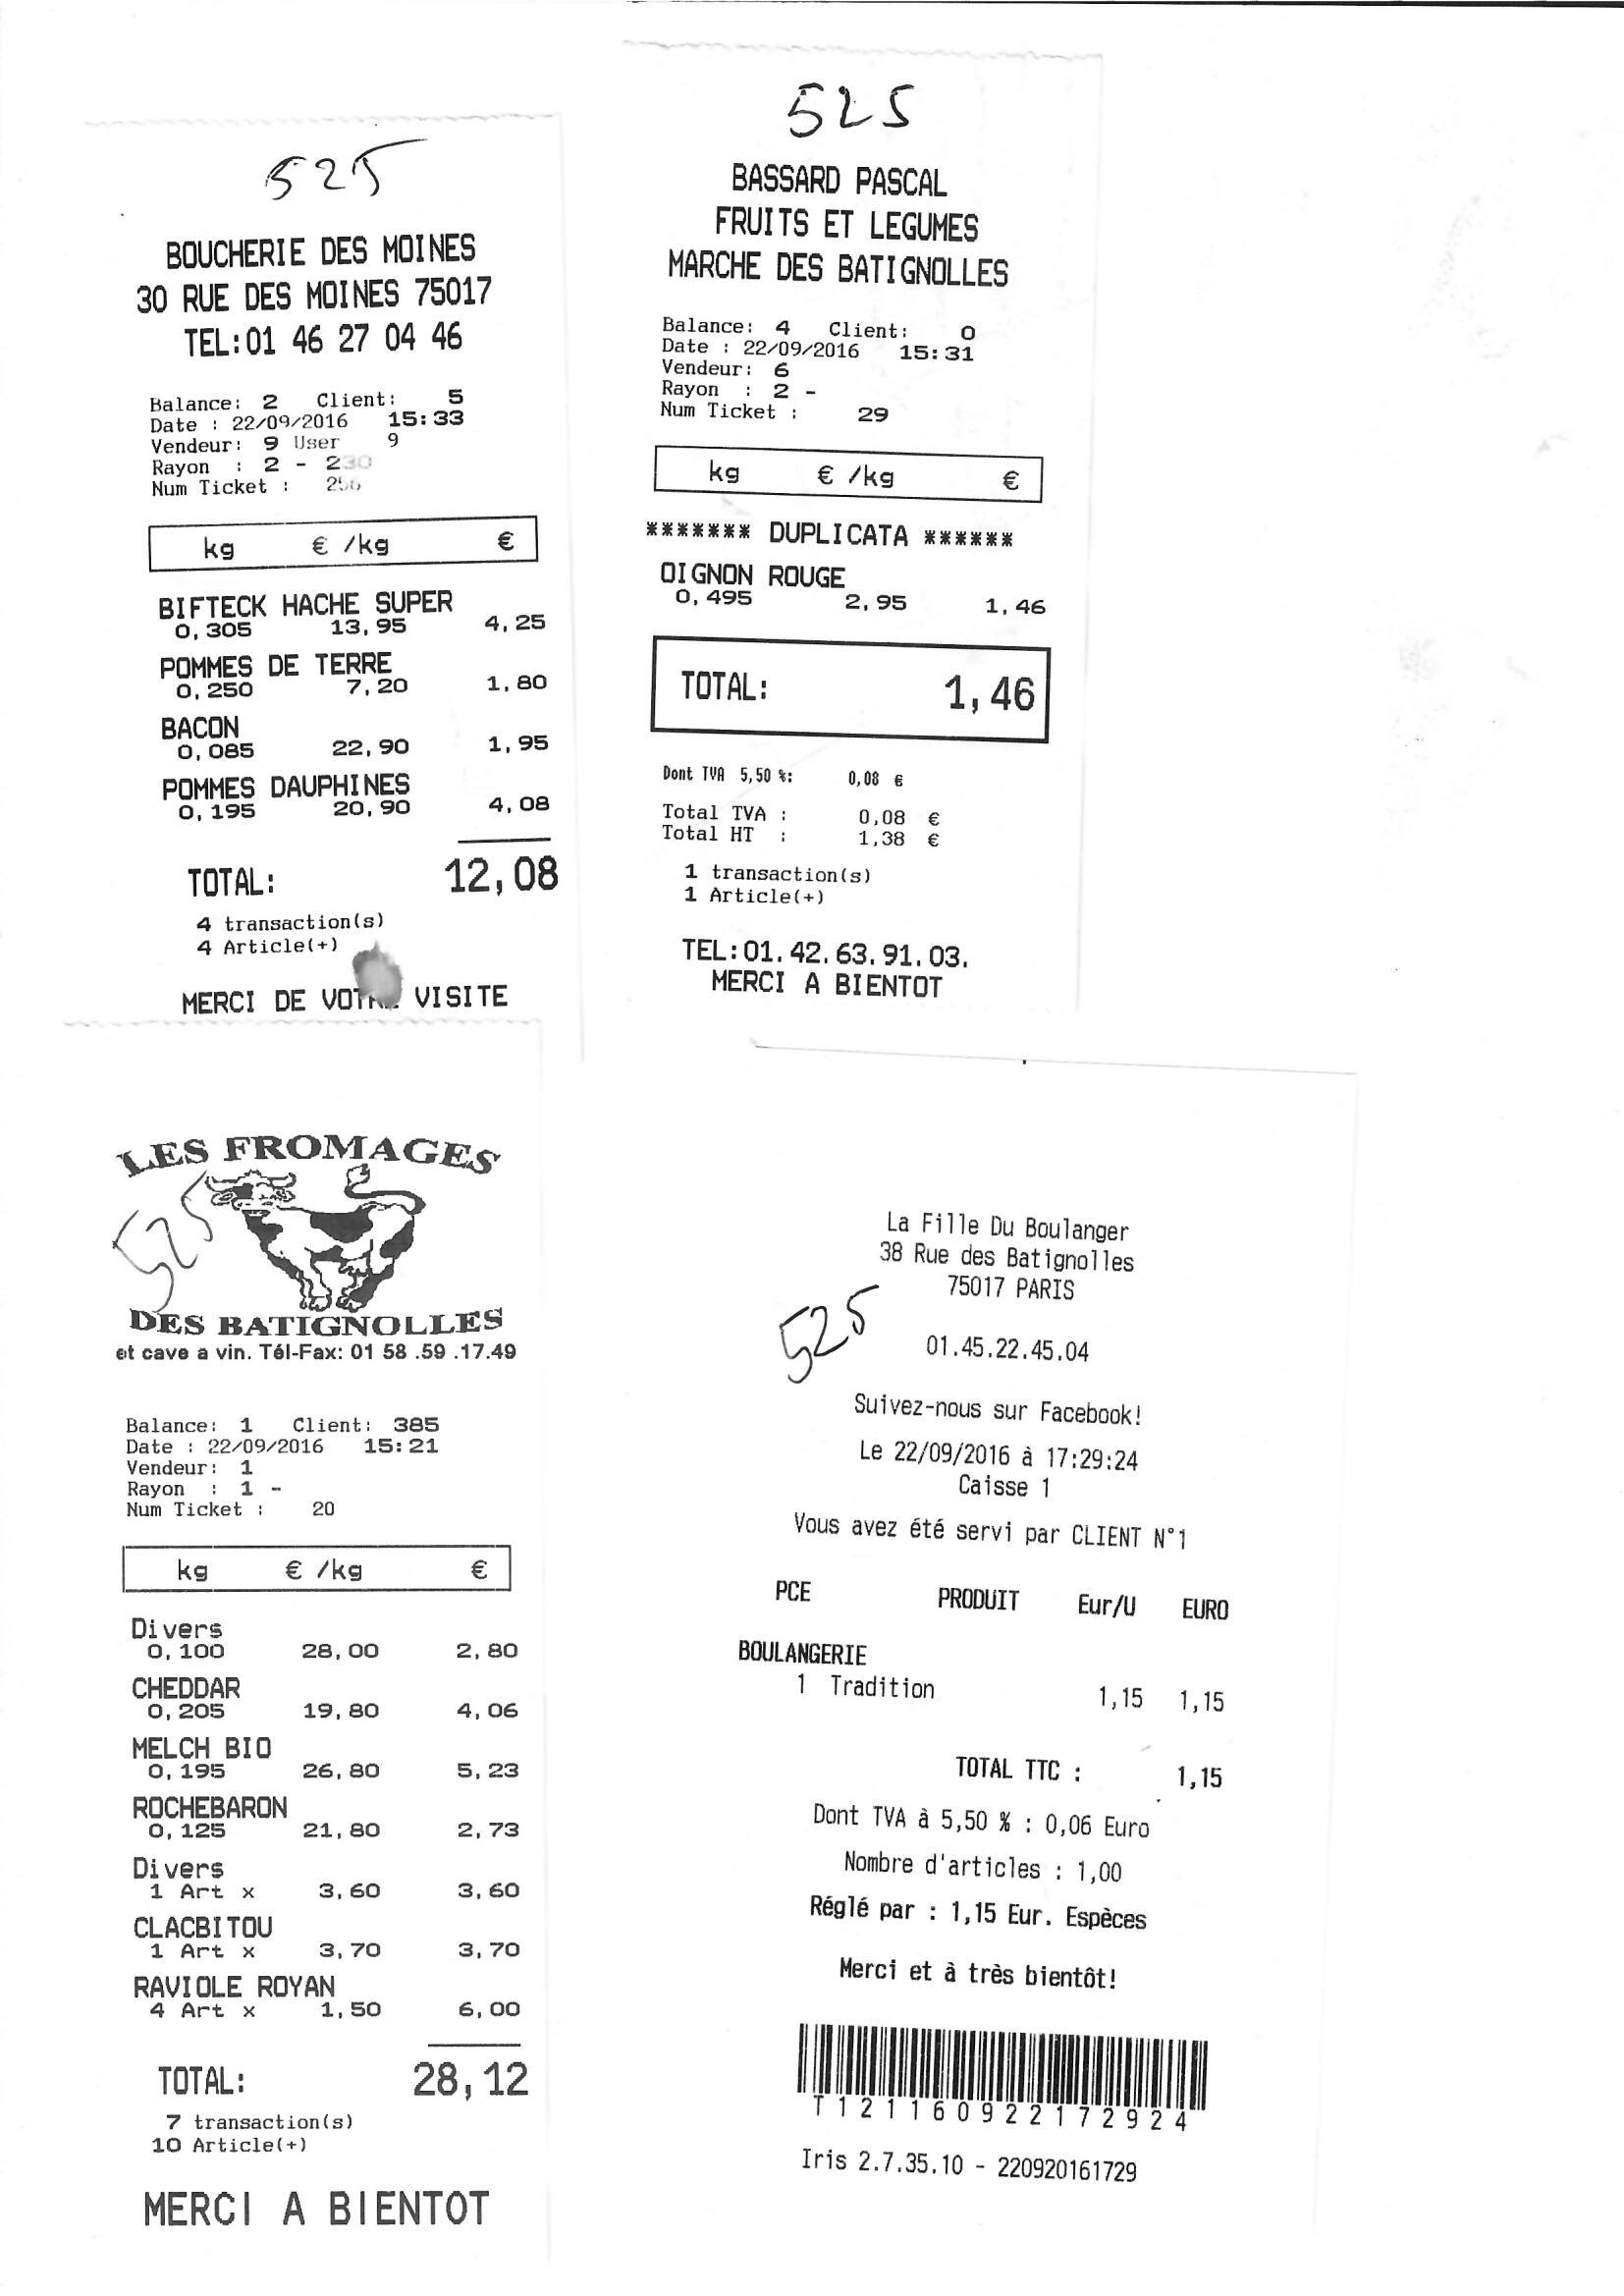 525
BOUCHERIE DES MOINES
30 RUE DES MOINES 75017
TEL:01 46 27 04 46
Balance: 2 Client: 5
Date : 22/09/2016 15:33
Vendeur: 9 User 9
Rayon : 2 - 230
Num Ticket : 256
kg € /kg €
BIFTECK HACHE SUPER
0,305 13,95 4,25
POMMES DE TERRE
0,250 7,20 1,80
BACON
0,085 22,90 1,95
POMMES DAUPHINES
0,195 20,90 4,08
TOTAL: 12,08
4 transaction(s)
4 Article(+)
MERCI DE VOTRE VISITE
525
BASSARD PASCAL
FRUITS ET LEGUMES
MARCHE DES BATIGNOLLES
Balance: 4 Client: 0
Date : 22/09/2016 15:31
Vendeur: 6
Rayon : 2 -
Num Ticket : 29
kg € /kg €
******* DUPLICATA ******
OIGNON ROUGE
0,495 2,95 1,46
TOTAL: 1,46
Dont TVA 5,50 %: 0,08 €
Total TVA : 0,08 €
Total HT : 1,38 €
1 transaction(s)
1 Article(+)
TEL:01.42.63.91.03.
MERCI A BIENTOT
LES FROMAGES
525
DES BATIGNOLLES
et cave a vin. Tél-Fax: 01 58 .59 .17.49
Balance: 1 Client: 385
Date : 22/09/2016 15:21
Vendeur: 1
Rayon : 1 -
Num Ticket : 20
kg € /kg €
Divers
0,100 28,00 2,80
CHEDDAR
0,205 19,80 4,06
MELCH BIO
0,195 26,80 5,23
ROCHEBARON
0,125 21,80 2,73
Divers
1 Art x 3,60 3,60
CLACBITOU
1 Art x 3,70 3,70
RAVIOLE ROYAN
4 Art x 1,50 6,00
TOTAL: 28,12
7 transaction(s)
10 Article(+)
MERCI A BIENTOT
La Fille Du Boulanger
38 Rue des Batignolles
75017 PARIS
525
01.45.22.45.04
Suivez-nous sur Facebook!
Le 22/09/2016 à 17:29:24
Caisse 1
Vous avez été servi par CLIENT N°1
PCE PRODUIT Eur/U EURO
BOULANGERIE
1 Tradition 1,15 1,15
TOTAL TTC : 1,15
Dont TVA à 5,50 % : 0,06 Euro
Nombre d'articles : 1,00
Réglé par : 1,15 Eur. Espèces
Merci et à très bientôt!
T12116092217 2924
Iris 2.7.35.10 - 220920161729